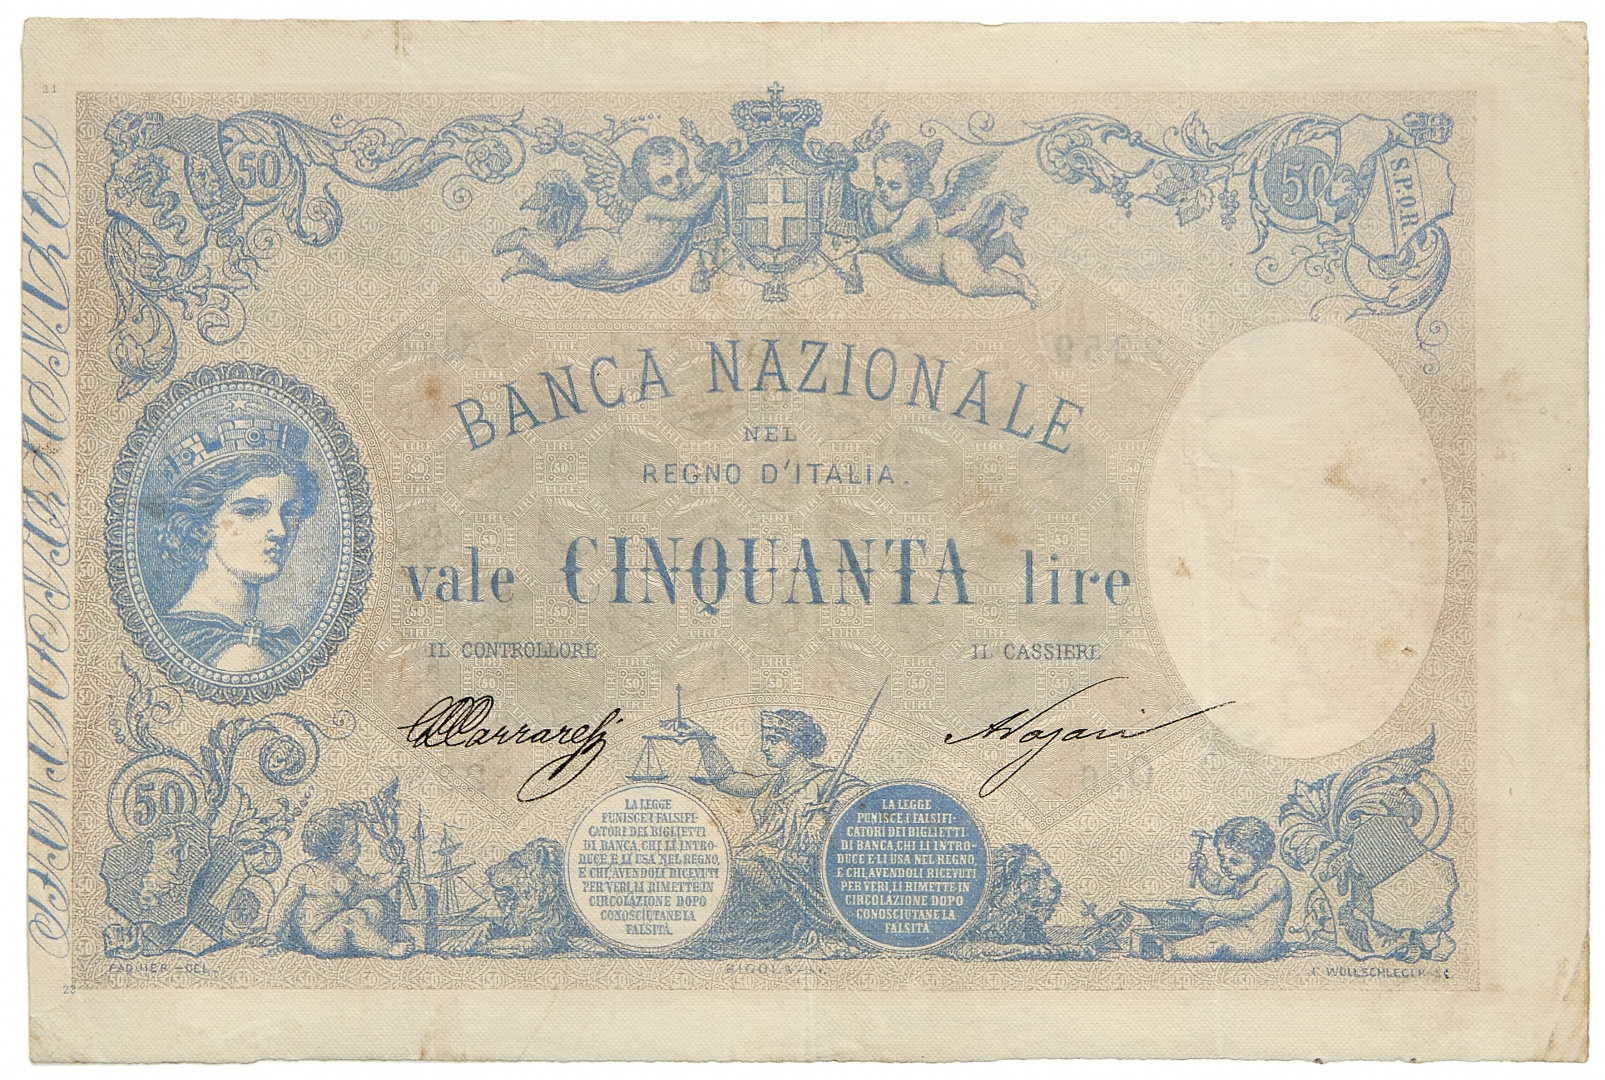 21
50
50
S.P.Q.R.
BANCA NAZIONALE
NEL
REGNO D'ITALIA.
vale CINQUANTA lire
IL CONTROLLORE
IL CASSIERE
50
LA LEGGE
PUNISCE I FALSIFI-
CATORI DEI BIGLIETTI
DI BANCA, CHI LI INTRO-
DUCE E LI USA NEL REGNO,
E CHI, AVENDOLI RICEVUTI
PER VERI, LI RIMETTE IN
CIRCOLAZIONE DOPO
CONOSCIUTANE LA
FALSITÀ.
LA LEGGE
PUNISCE I FALSIFI-
CATORI DEI BIGLIETTI
DI BANCA, CHI LI INTRO-
DUCE E LI USA NEL REGNO,
E CHI, AVENDOLI RICEVUTI
PER VERI, LI RIMETTE IN
CIRCOLAZIONE DOPO
CONOSCIUTANE LA
FALSITÀ
23